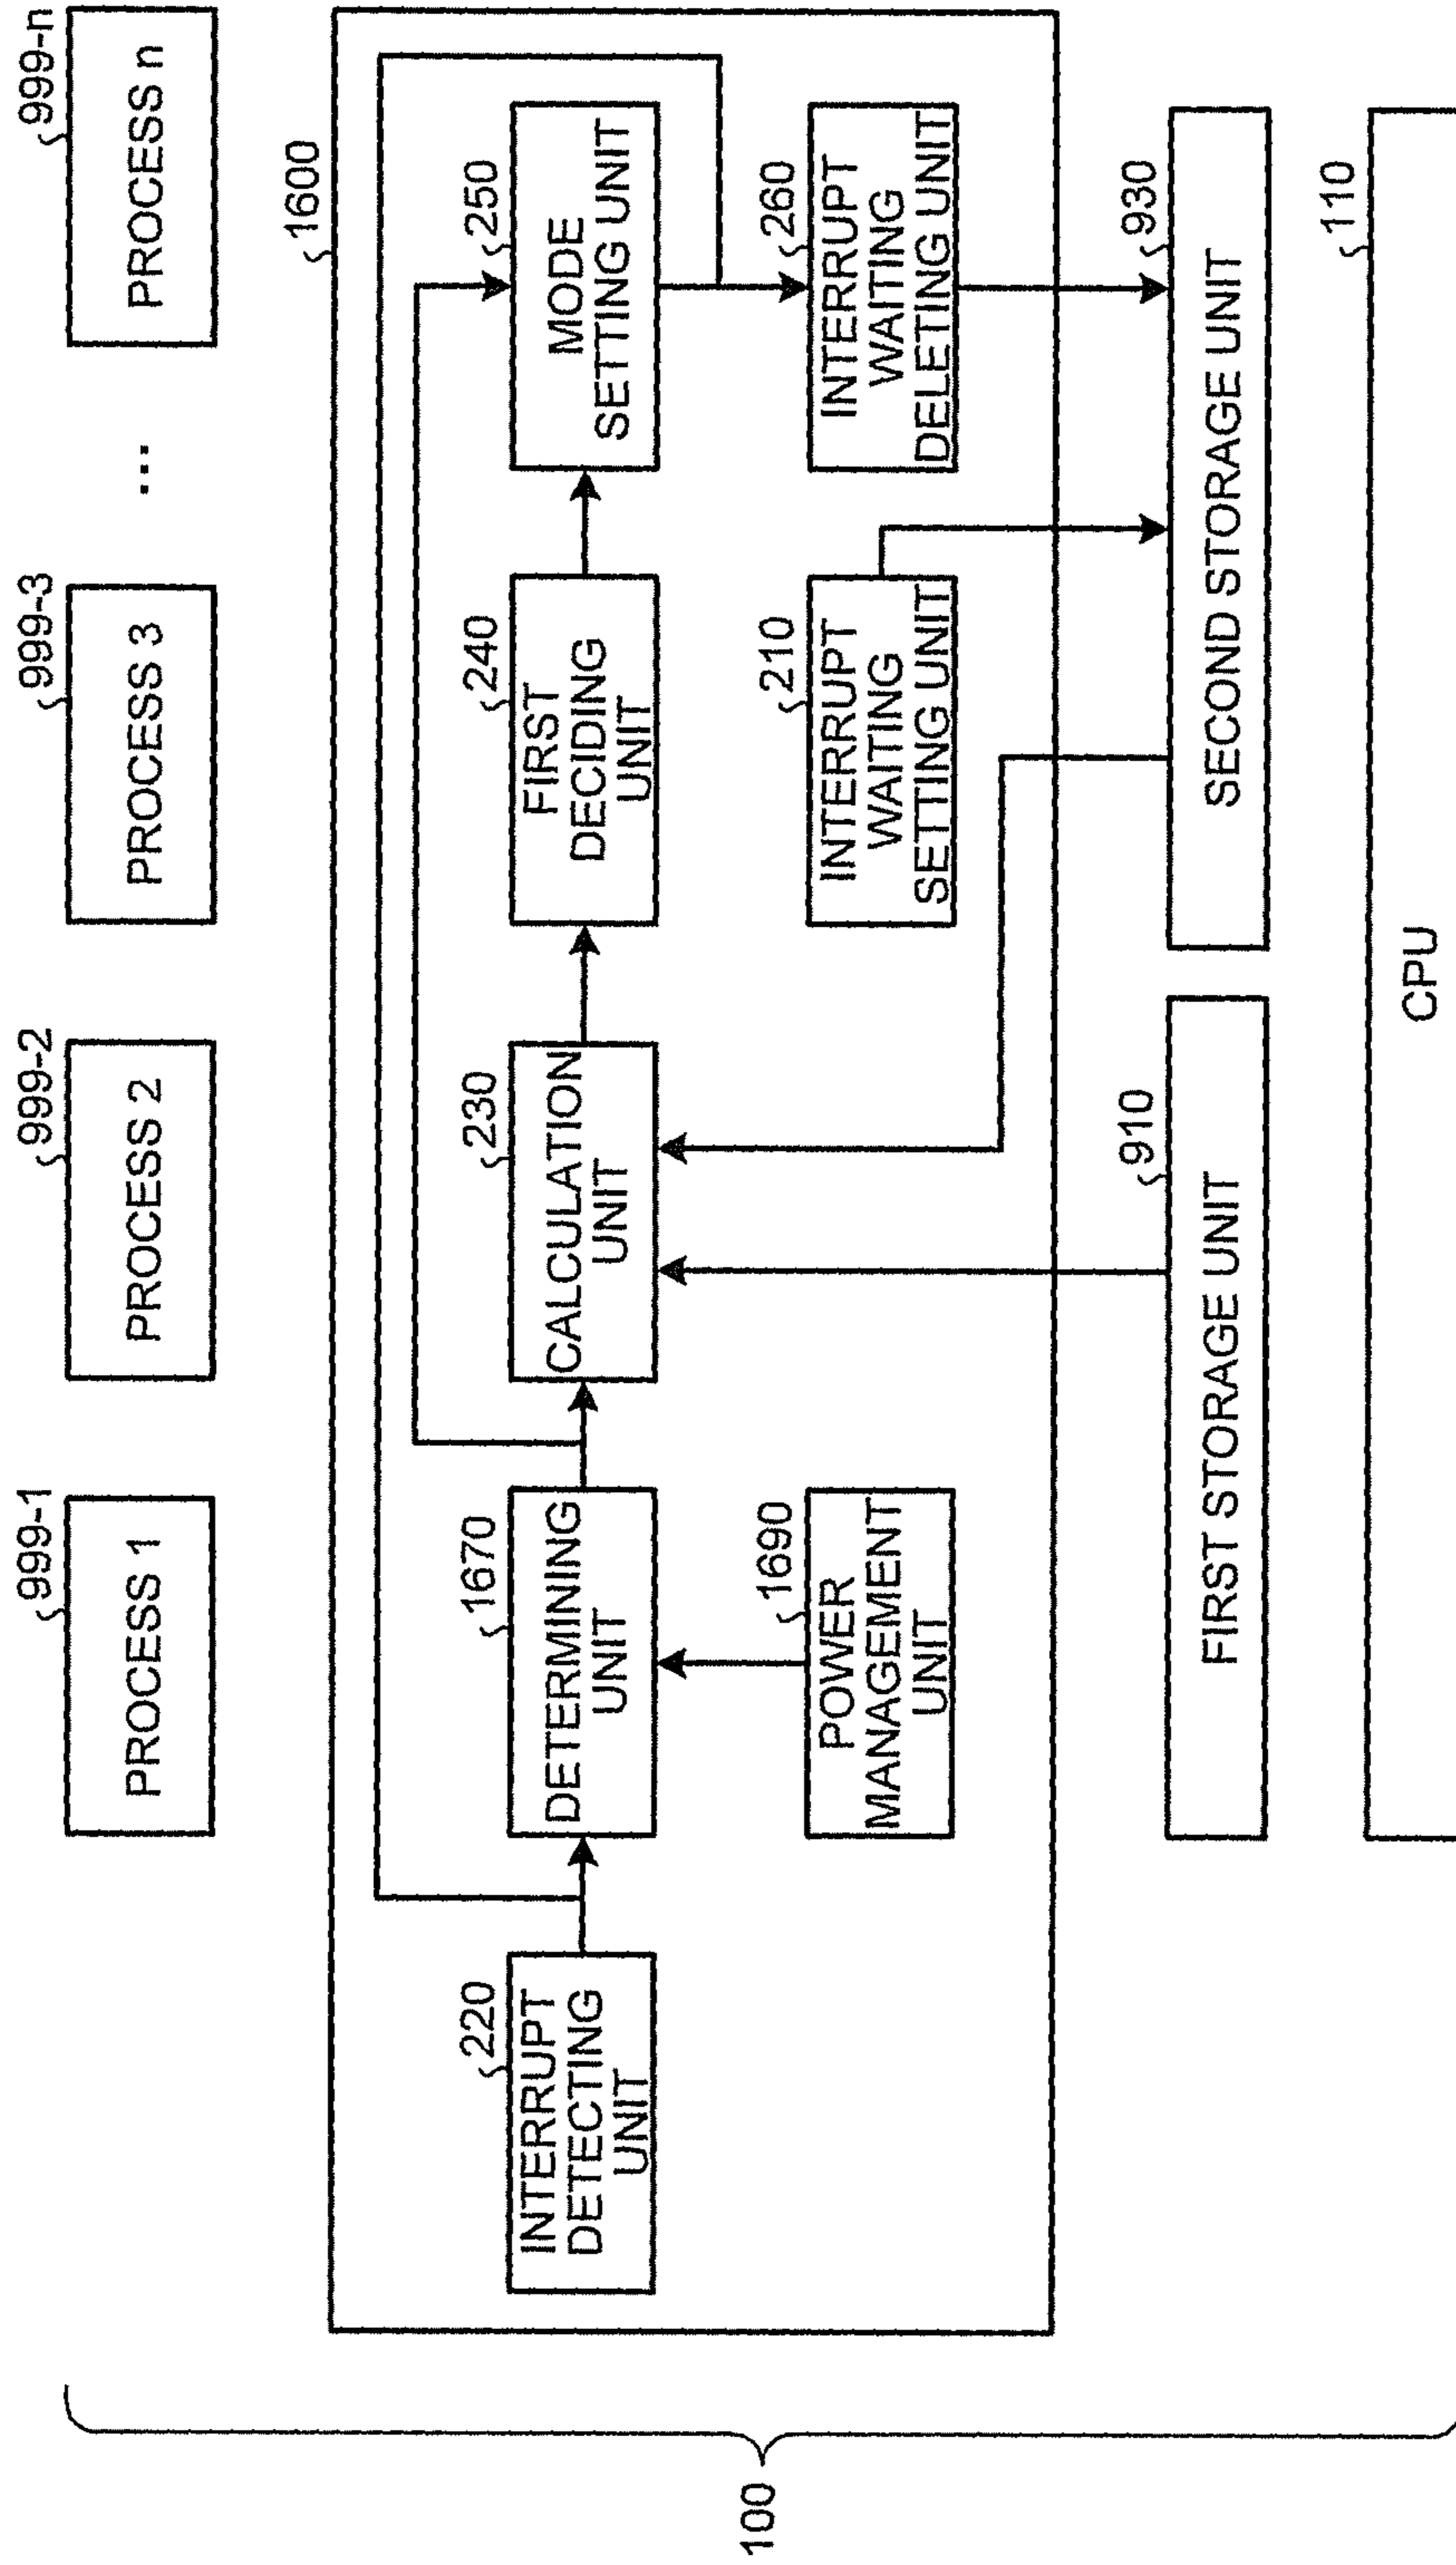 999-1
PROCESS 1
999-2
PROCESS 2
999-3
PROCESS 3
...
999-n
PROCESS n
1600
220
INTERRUPT
DETECTING
UNIT
1670
DETERMINING
UNIT
230
CALCULATION
UNIT
240
FIRST
DECIDING
UNIT
250
MODE
SETTING UNIT
1690
POWER
MANAGEMENT
UNIT
210
INTERRUPT
WAITING
SETTING UNIT
260
INTERRUPT
WAITING
DELETING UNIT
910
FIRST STORAGE UNIT
930
SECOND STORAGE UNIT
110
CPU
100